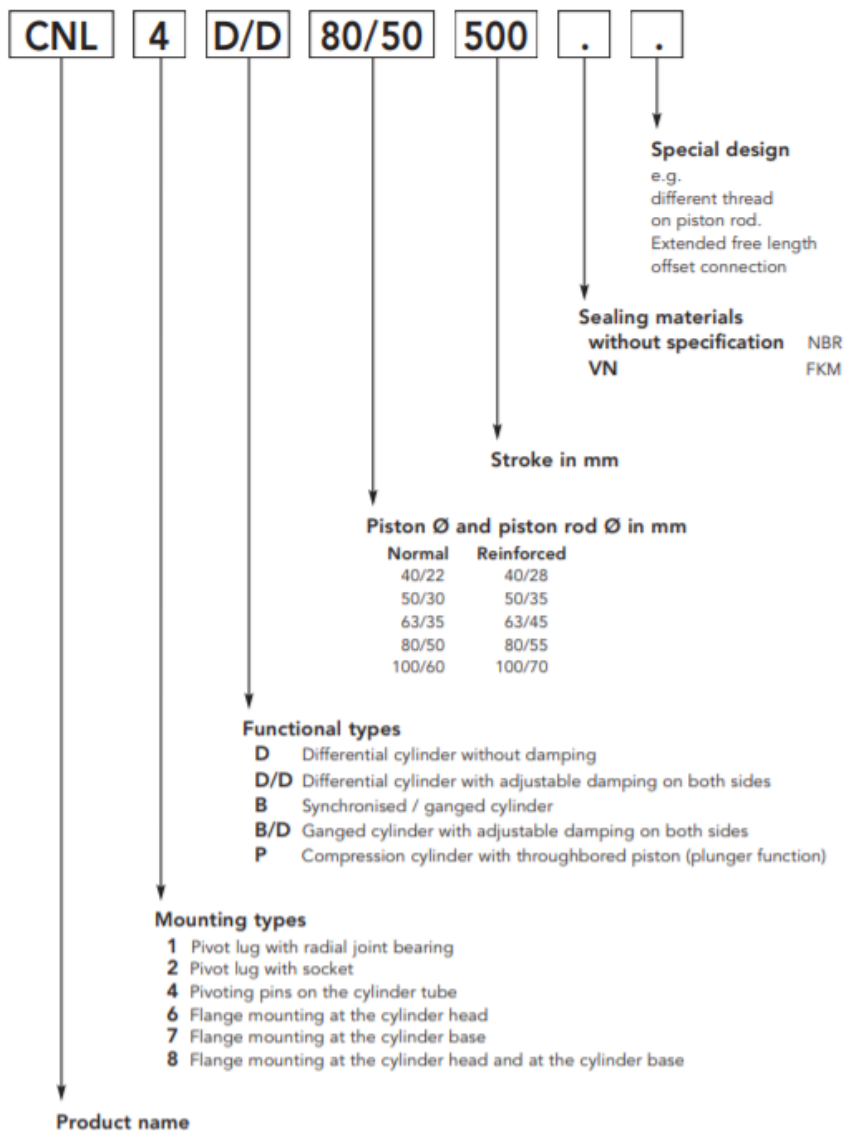 CNL 4 D/D 80/50 500 . .
Special design
e.g.
different thread
on piston rod.
Extended free length
offset connection
Sealing materials
without specification NBR
VN FKM
Stroke in mm
Piston Ø and piston rod Ø in mm
Normal Reinforced
40/22 40/28
50/30 50/35
63/35 63/45
80/50 80/55
100/60 100/70
Functional types
D Differential cylinder without damping
D/D Differential cylinder with adjustable damping on both sides
B Synchronised / ganged cylinder
B/D Ganged cylinder with adjustable damping on both sides
P Compression cylinder with throughbored piston (plunger function)
Mounting types
1 Pivot lug with radial joint bearing
2 Pivot lug with socket
4 Pivoting pins on the cylinder tube
6 Flange mounting at the cylinder head
7 Flange mounting at the cylinder base
8 Flange mounting at the cylinder head and at the cylinder base
Product name